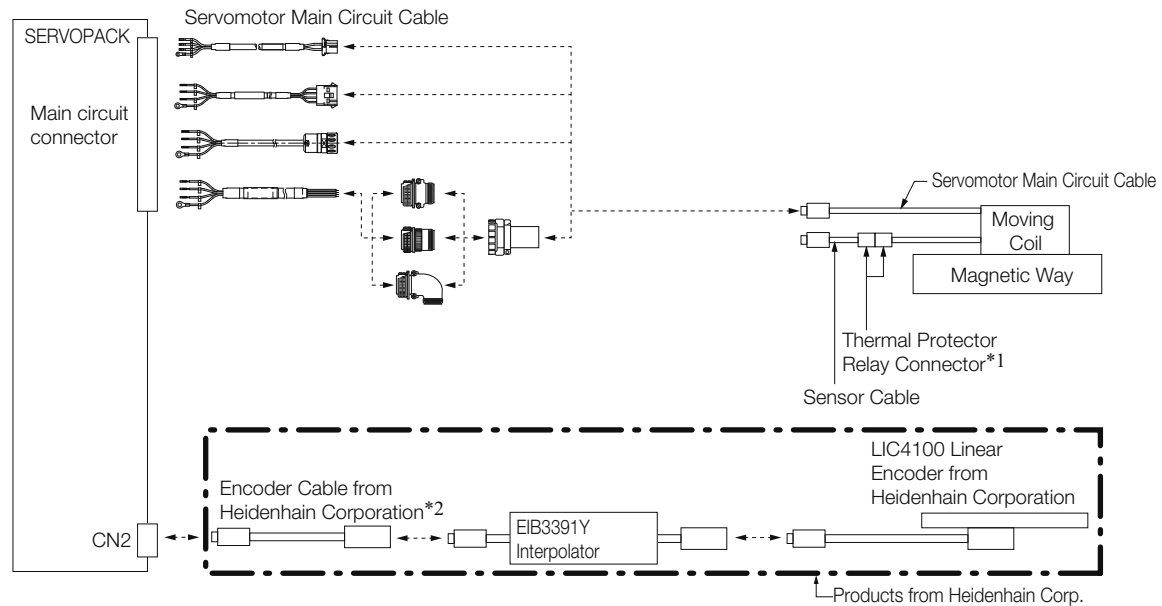 Servomotor Main Circuit Cable
SERVOPACK
Main circuit
connector
Servomotor Main Circuit Cable
Moving
Coil
Magnetic Way
Thermal Protector
Relay Connector*1
Sensor Cable
LIC4100 Linear
Encoder from
Heidenhain Corporation
Encoder Cable from
Heidenhain Corporation*2
EIB3391Y
Interpolator
CN2
Products from Heidenhain Corp.